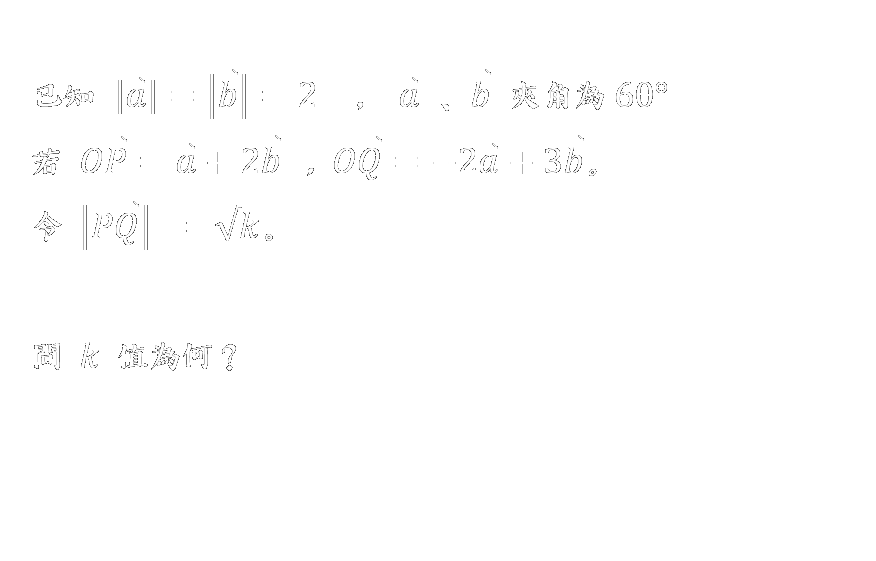 已知 |a⃑| = |b⃑| = 2 ， a⃑ 、 b⃑ 夾角為 60°
若 OP⃑ = a⃑ + 2b⃑ ，OQ⃑ = −2a⃑ + 3b⃑。
令 |PQ⃑| = √k。
問 k 值為何？